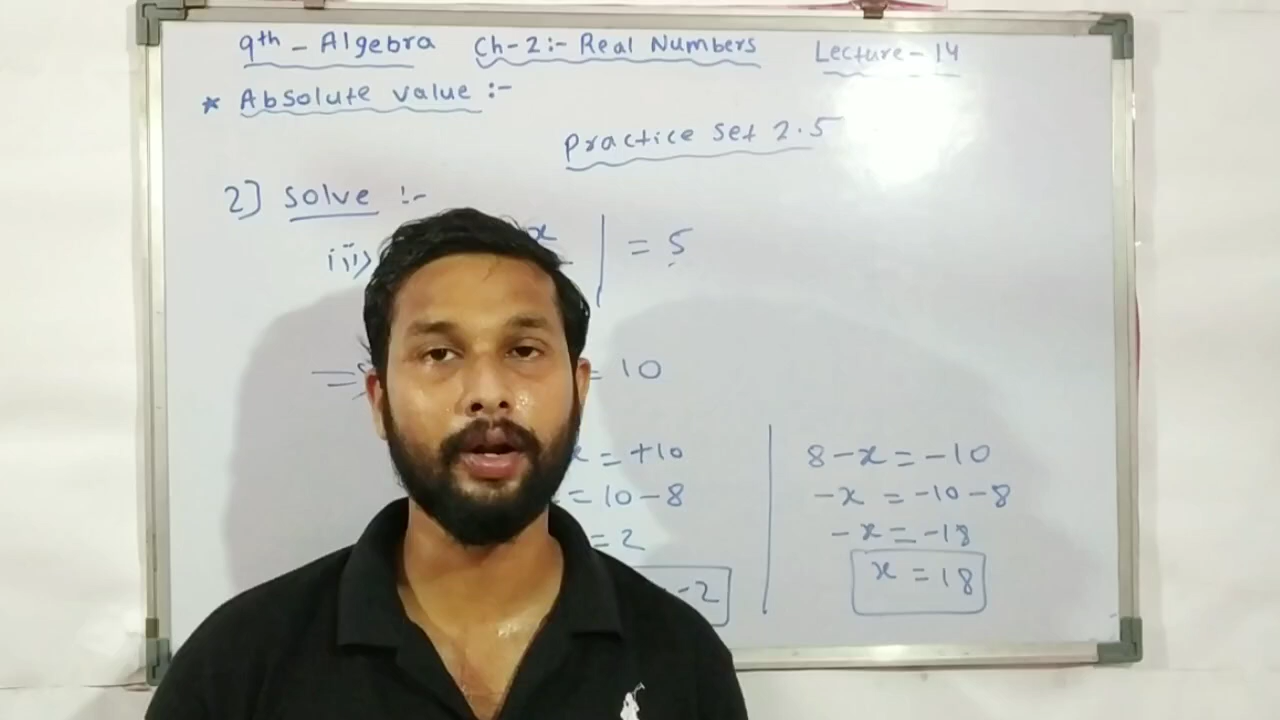 9th - Algebra Ch-2:- Real Numbers Lecture - 14
* Absolute value :-
Practice Set 2.5
2] Solve :-
iii) x | = 5
= 10
x = +10
= 10 - 8
= 2
-2
8 - x = -10
-x = -10 - 8
-x = -18
x = 18